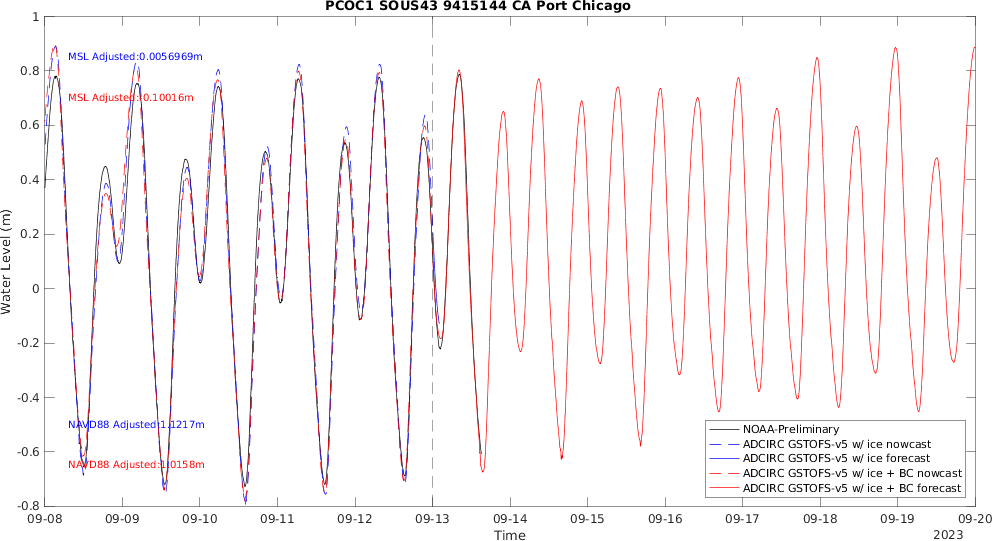 PCOC1 SOUS43 9415144 CA Port Chicago
MSL Adjusted:0.0056969m
MSL Adjusted:-0.10016m
NAVD88 Adjusted:1.1217m
NAVD88 Adjusted:1.0158m
Water Level (m)
1
0.8
0.6
0.4
0.2
0
-0.2
-0.4
-0.6
-0.8
NOAA-Preliminary
ADCIRC GSTOFS-v5 w/ ice nowcast
ADCIRC GSTOFS-v5 w/ ice forecast
ADCIRC GSTOFS-v5 w/ ice + BC nowcast
ADCIRC GSTOFS-v5 w/ ice + BC forecast
09-08 09-09 09-10 09-11 09-12 09-13 09-14 09-15 09-16 09-17 09-18 09-19 09-20
Time
2023